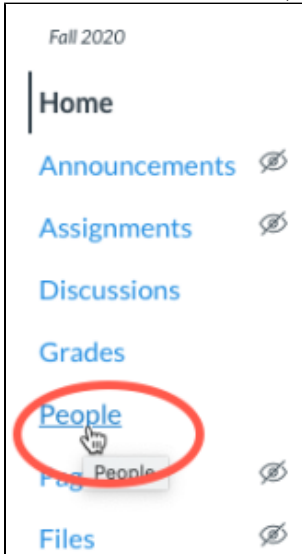 Fall 2020
Home
Announcements
Assignments
Discussions
Grades
People
People
Files